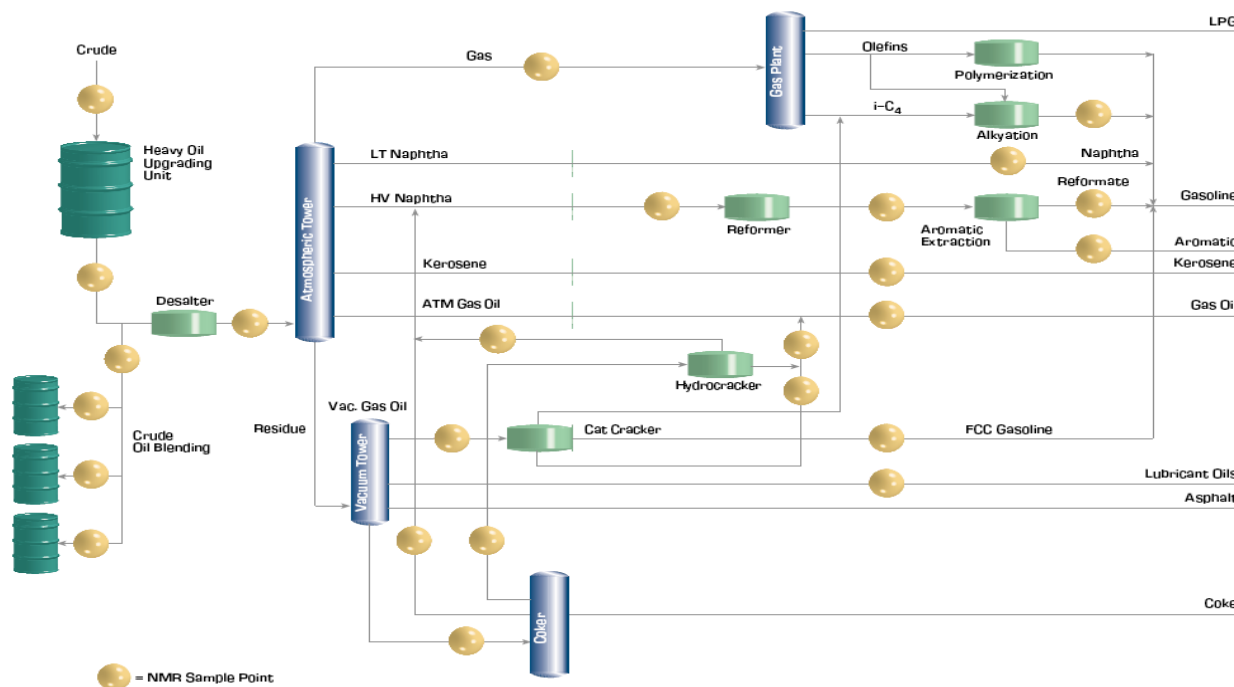 Crude
Heavy Oil
Upgrading
Unit
Desalter
Crude
Oil Blending
Atmospheric Tower
Gas
LT Naphtha
HV Naphtha
Kerosene
ATM Gas Oil
Residue
Vac. Gas Oil
Vacuum Tower
Cat Cracker
Hydrocracker
Coker
Reformer
Gas Plant
Olefins
Polymerization
i-C4
Alkyation
Naphtha
Reformate
Aromatic
Extraction
FCC Gasoline
LPG
Gasoline
Aromatic
Kerosene
Gas Oil
Lubricant Oils
Asphalt
Coke
= NMR Sample Point